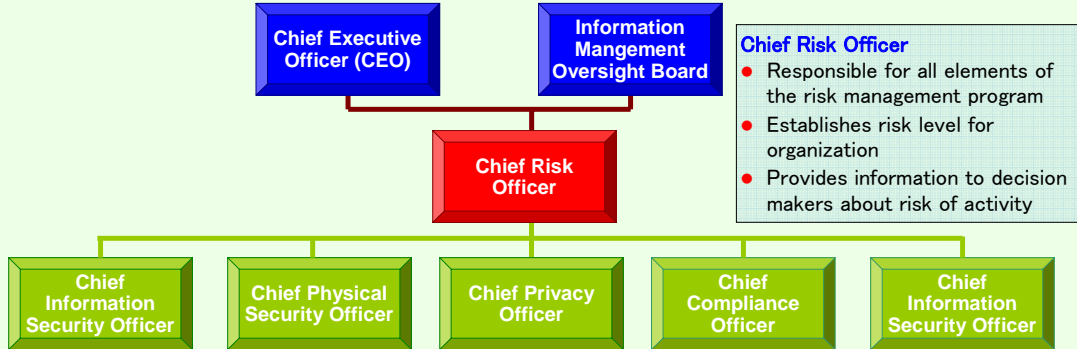 Chief Executive
Officer (CEO)
Information
Mangement
Oversight Board
Chief Risk Officer
● Responsible for all elements of
the risk management program
● Establishes risk level for
organization
● Provides information to decision
makers about risk of activity
Chief Risk
Officer
Chief
Information
Security Officer
Chief Physical
Security Officer
Chief Privacy
Officer
Chief
Compliance
Officer
Chief
Information
Security Officer